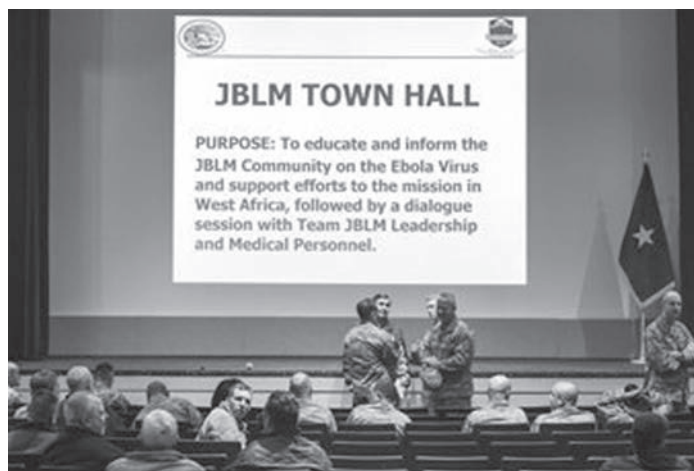 JBLM TOWN HALL
PURPOSE: To educate and inform the
JBLM Community on the Ebola Virus
and support efforts to the mission in
West Africa, followed by a dialogue
session with Team JBLM Leadership
and Medical Personnel.